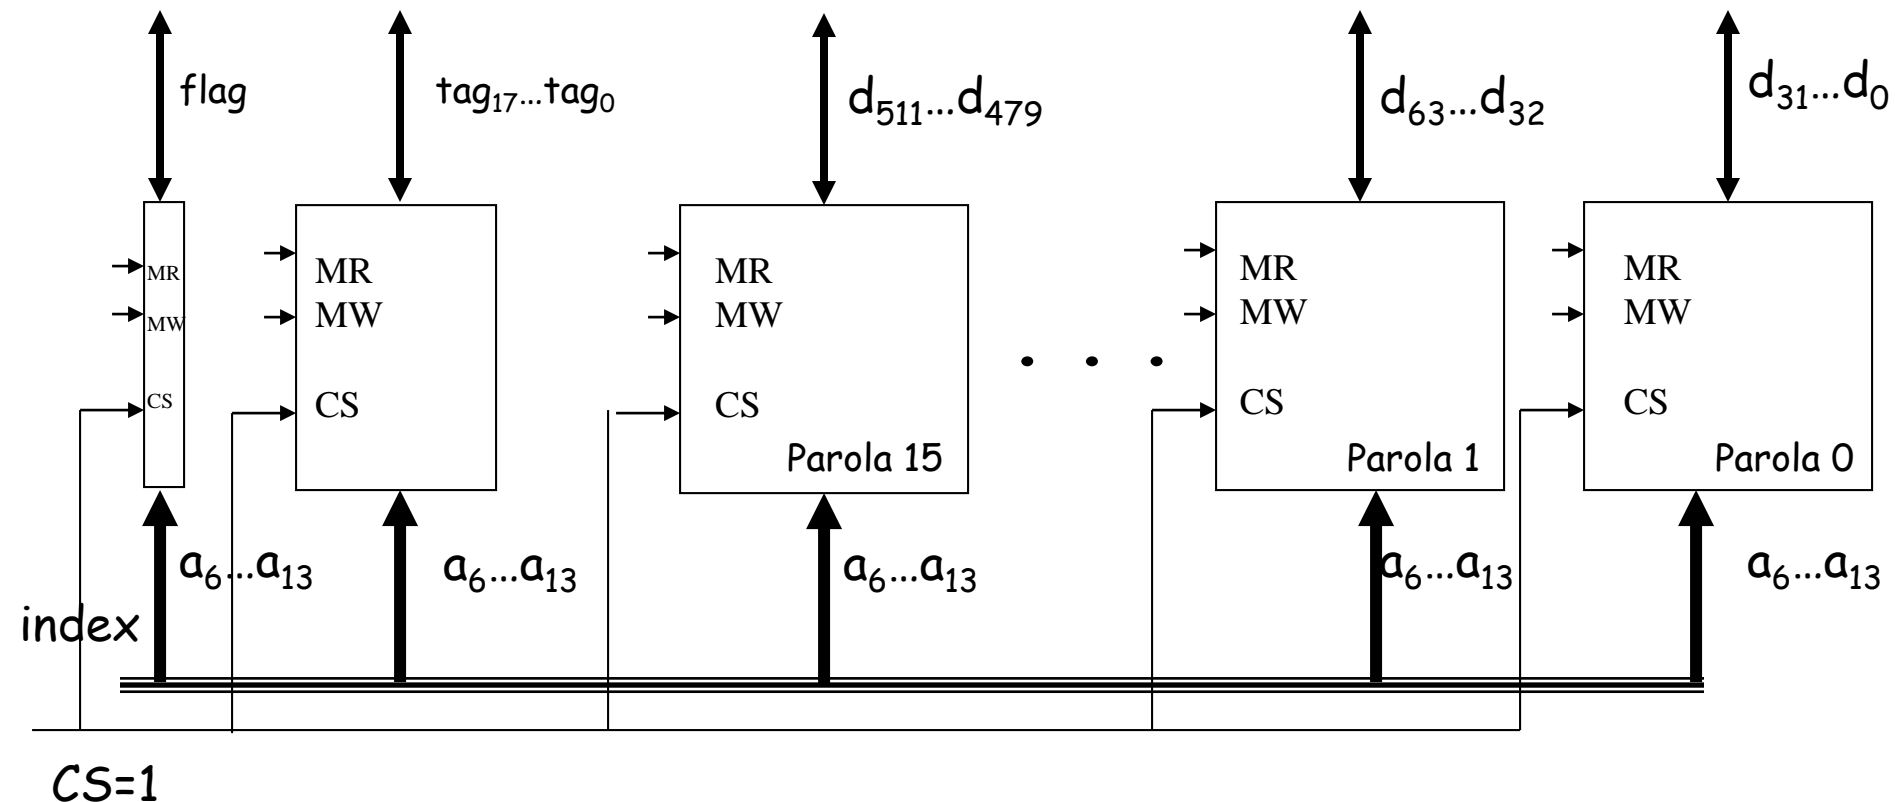 flag
tag17...tag0
d511...d479
d63...d32
d31...d0
MR
MW
CS
MR
MW
CS
MR
MW
CS
Parola 15
. . .
MR
MW
CS
Parola 1
MR
MW
CS
Parola 0
a6...a13
a6...a13
a6...a13
a6...a13
a6...a13
index
CS=1